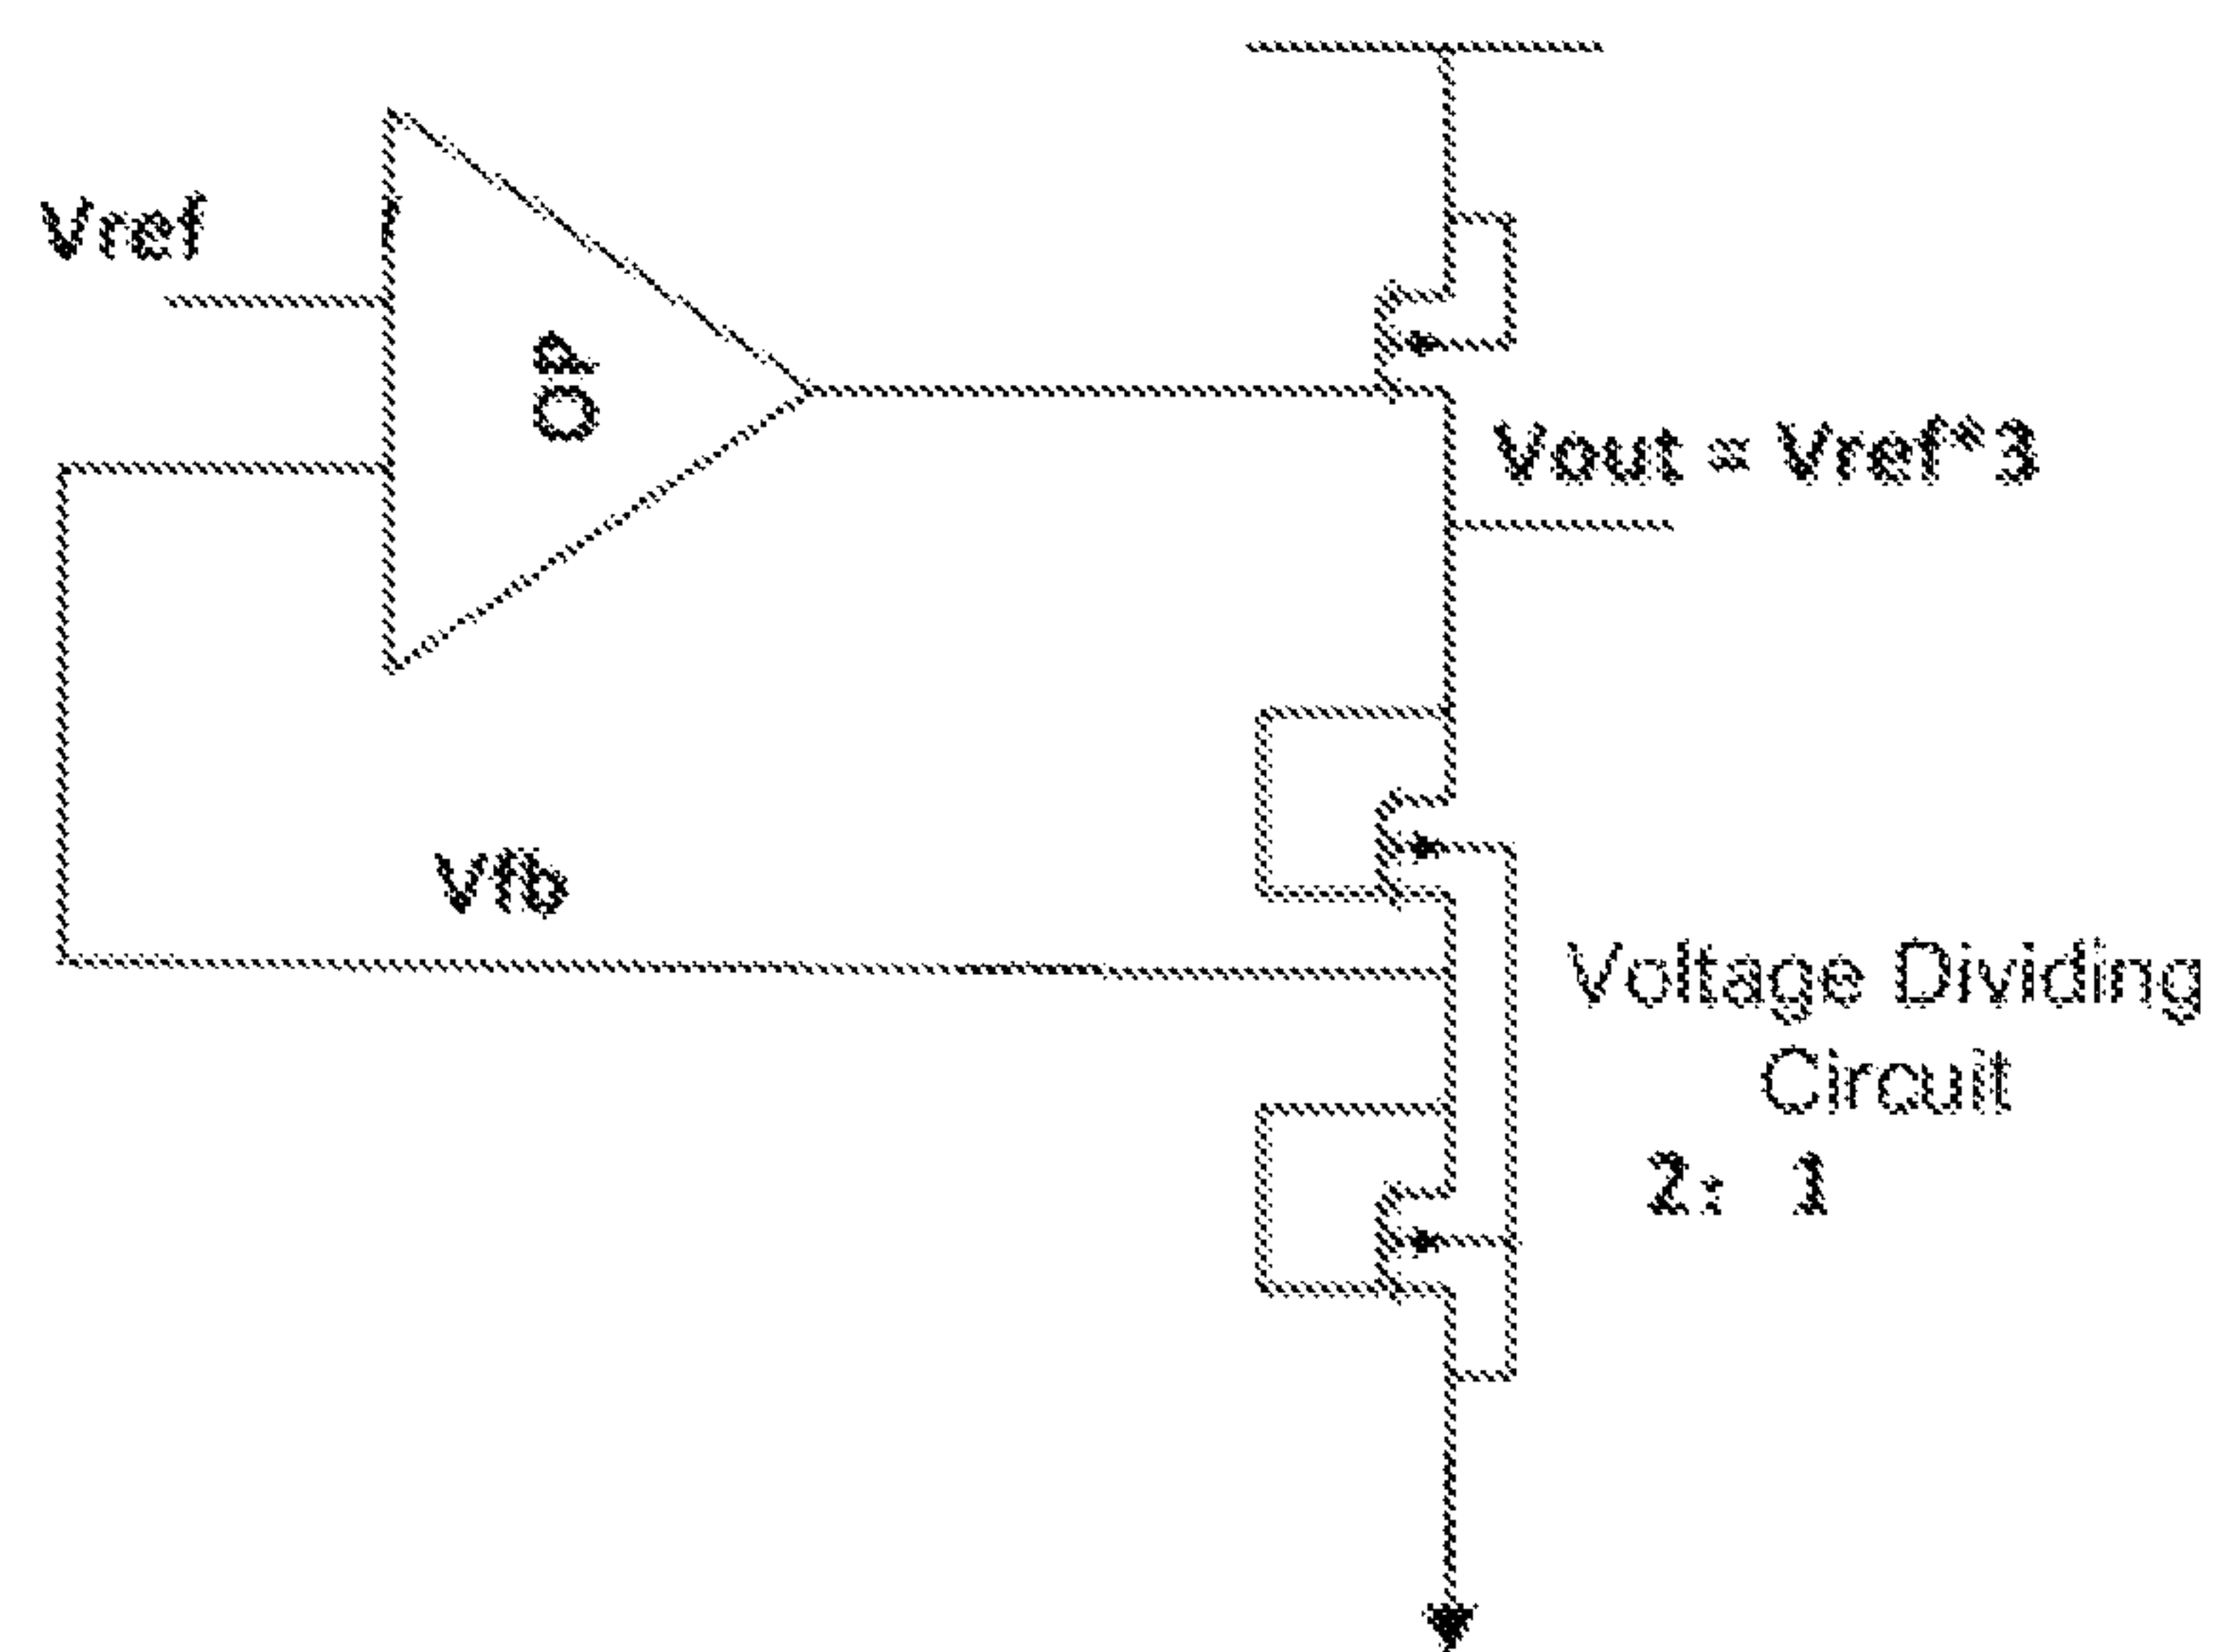 Vref
OP
Vout = Vref*3
Vfb
Voltage Dividing
Circuit
2: 1